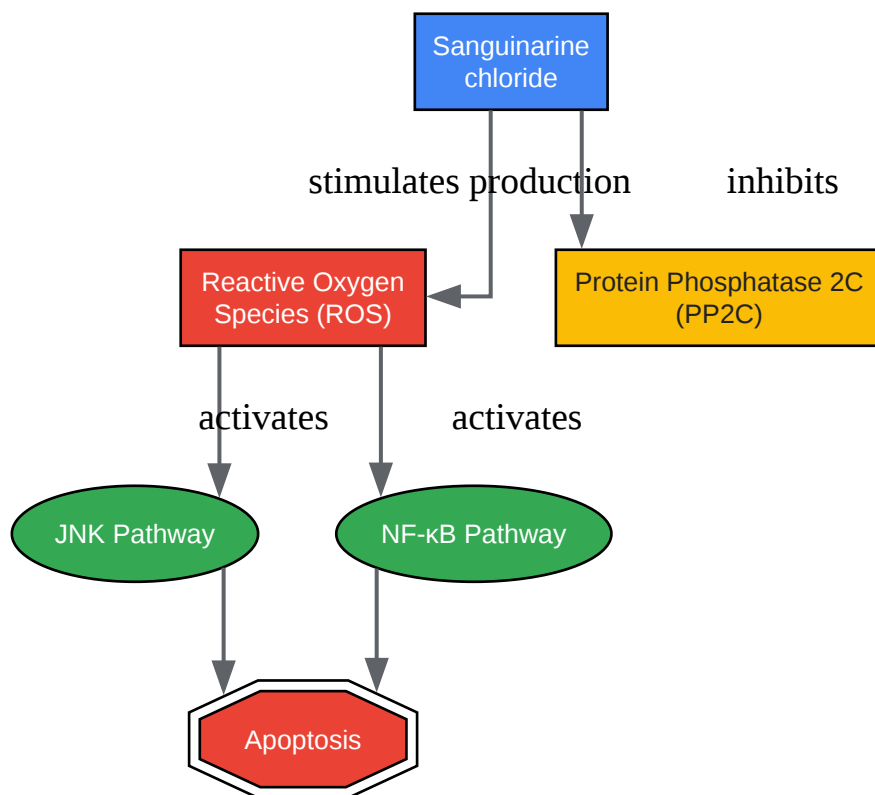 Sanguinarine
chloride
stimulates production
inhibits
Reactive Oxygen
Species (ROS)
Protein Phosphatase 2C
(PP2C)
activates
activates
JNK Pathway
NF-κB Pathway
Apoptosis